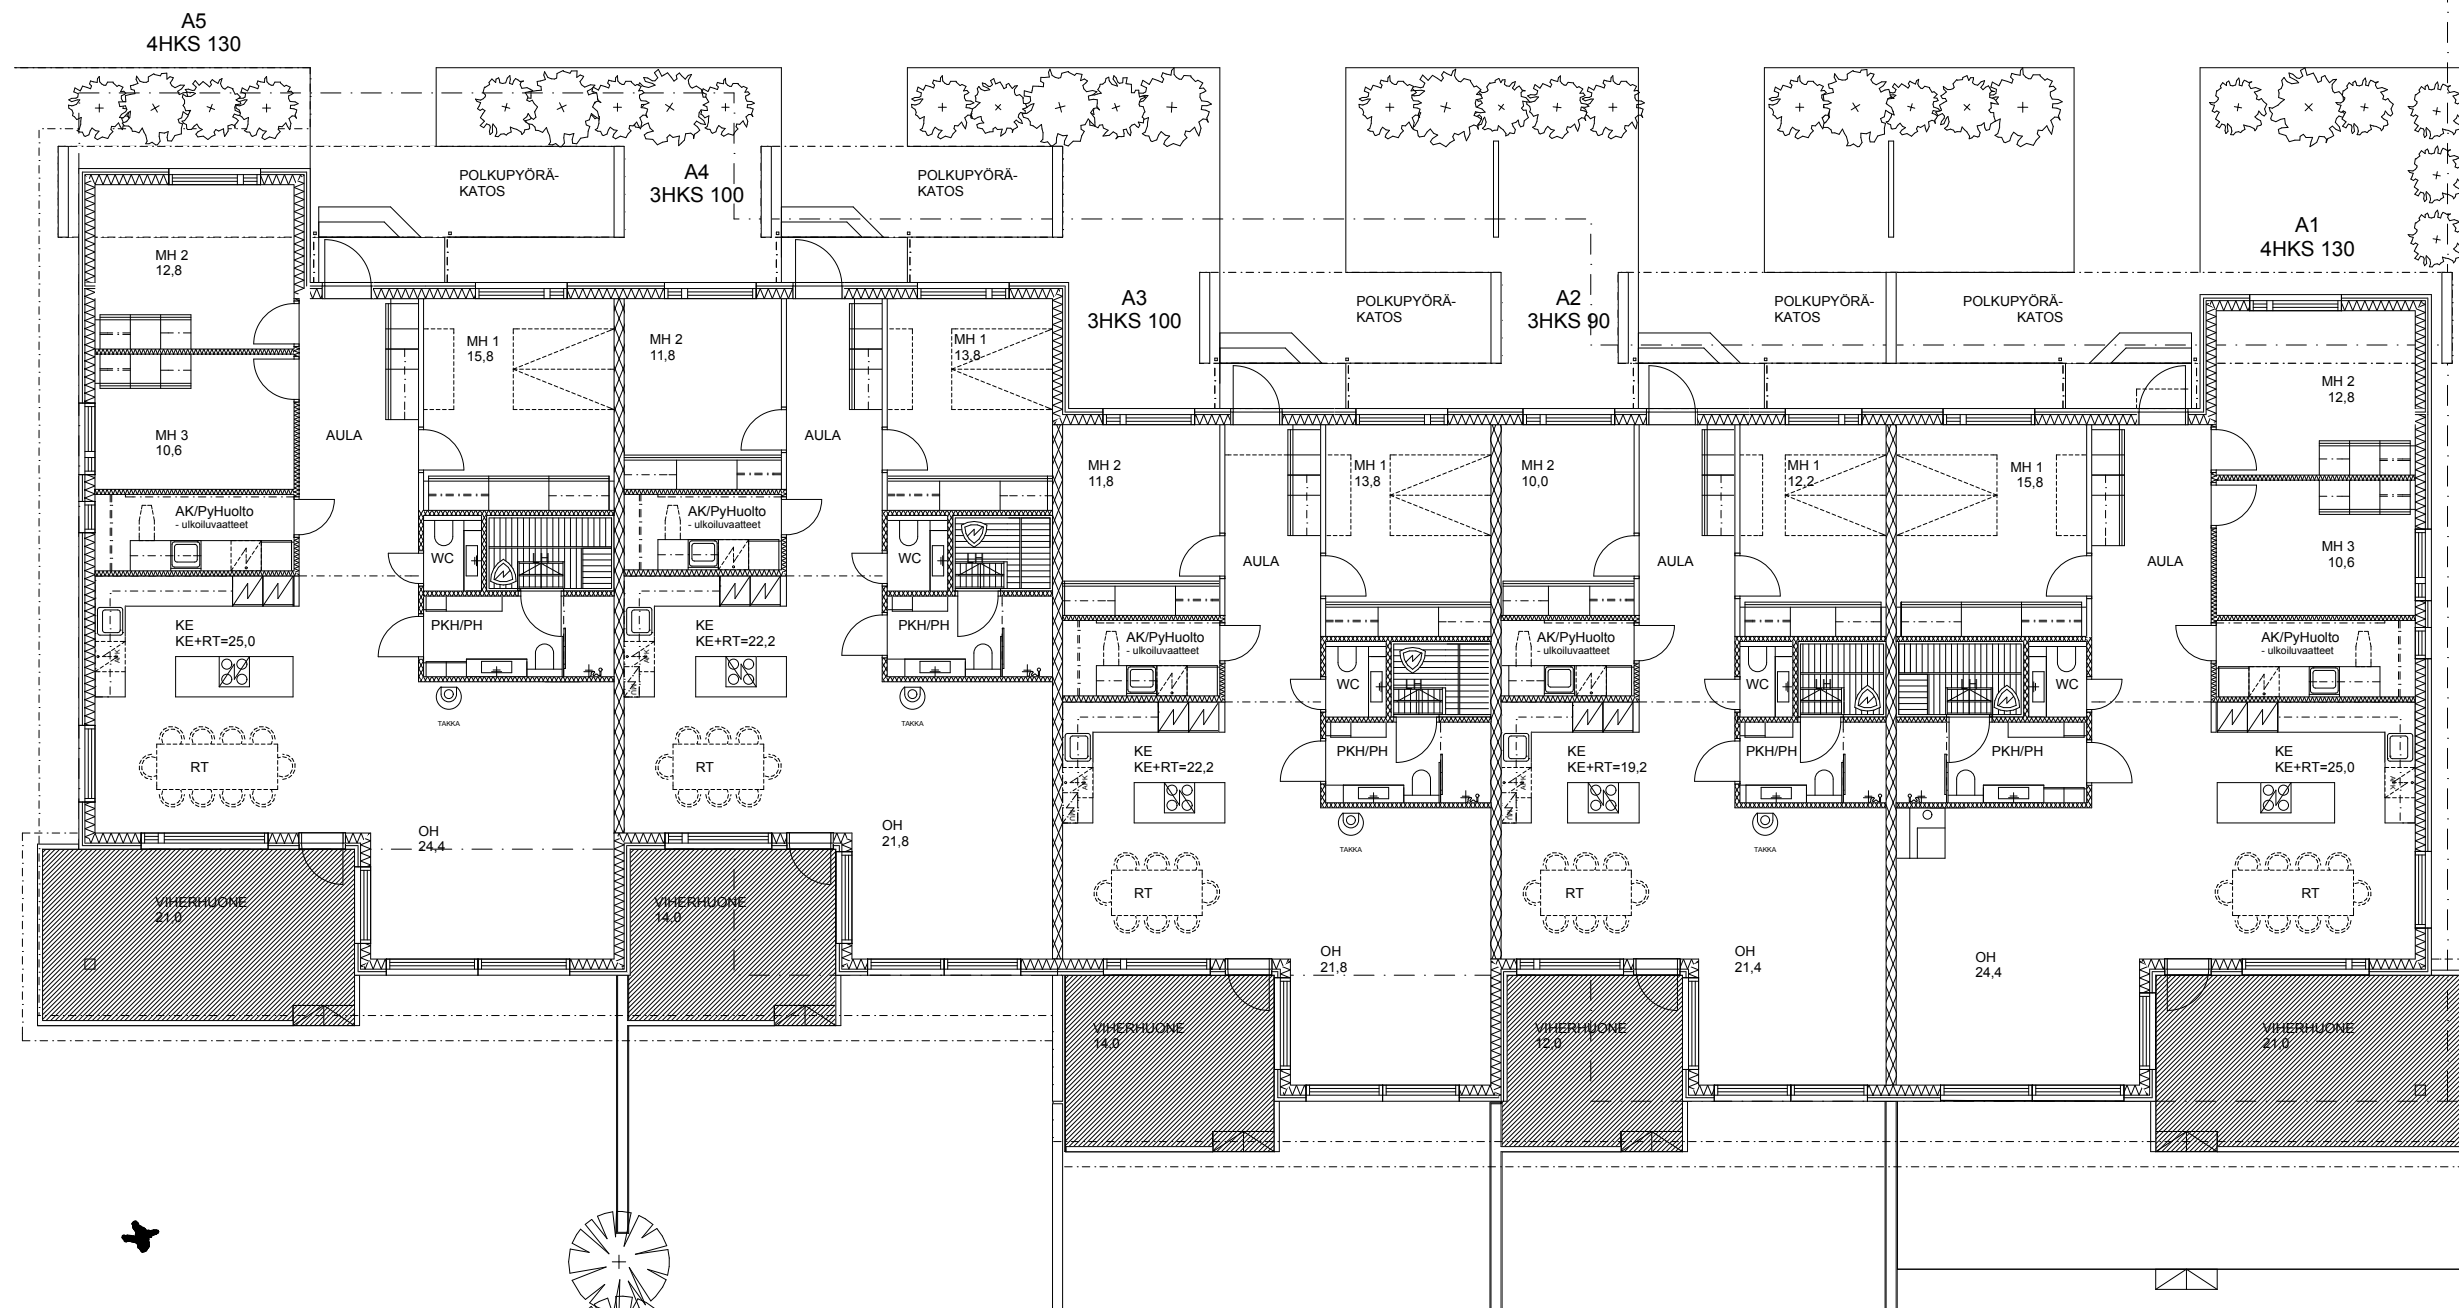 A5
4HKS 130
POLKUPYÖRÄ-
KATOS
A4
3HKS 100
POLKUPYÖRÄ-
KATOS
A3
3HKS 100
POLKUPYÖRÄ-
KATOS
A2
3HKS 90
POLKUPYÖRÄ-
KATOS
POLKUPYÖRÄ-
KATOS
A1
4HKS 130
MH 2
12,8
MH 3
10,6
AULA
MH 1
15,8
AK/PyHuolto
- ulkoiluvaatteet
WC
LH
PKH/PH
KE
KE+RT=25,0
TAKKA
RT
OH
24,4
VIHERHUONE
21,0
MH 2
11,8
AULA
MH 1
13,8
AK/PyHuolto
- ulkoiluvaatteet
WC
LH
PKH/PH
KE
KE+RT=22,2
TAKKA
RT
OH
21,8
VIHERHUONE
14,0
MH 2
11,8
AULA
MH 1
13,8
AK/PyHuolto
- ulkoiluvaatteet
WC
LH
PKH/PH
KE
KE+RT=22,2
TAKKA
RT
OH
21,8
VIHERHUONE
14,0
MH 2
10,0
AULA
MH 1
12,2
AK/PyHuolto
- ulkoiluvaatteet
WC
LH
PKH/PH
KE
KE+RT=19,2
TAKKA
RT
OH
21,4
VIHERHUONE
12,0
MH 1
15,8
AULA
MH 2
12,8
MH 3
10,6
AK/PyHuolto
- ulkoiluvaatteet
LH
WC
PKH/PH
KE
KE+RT=25,0
RT
OH
24,4
VIHERHUONE
21,0